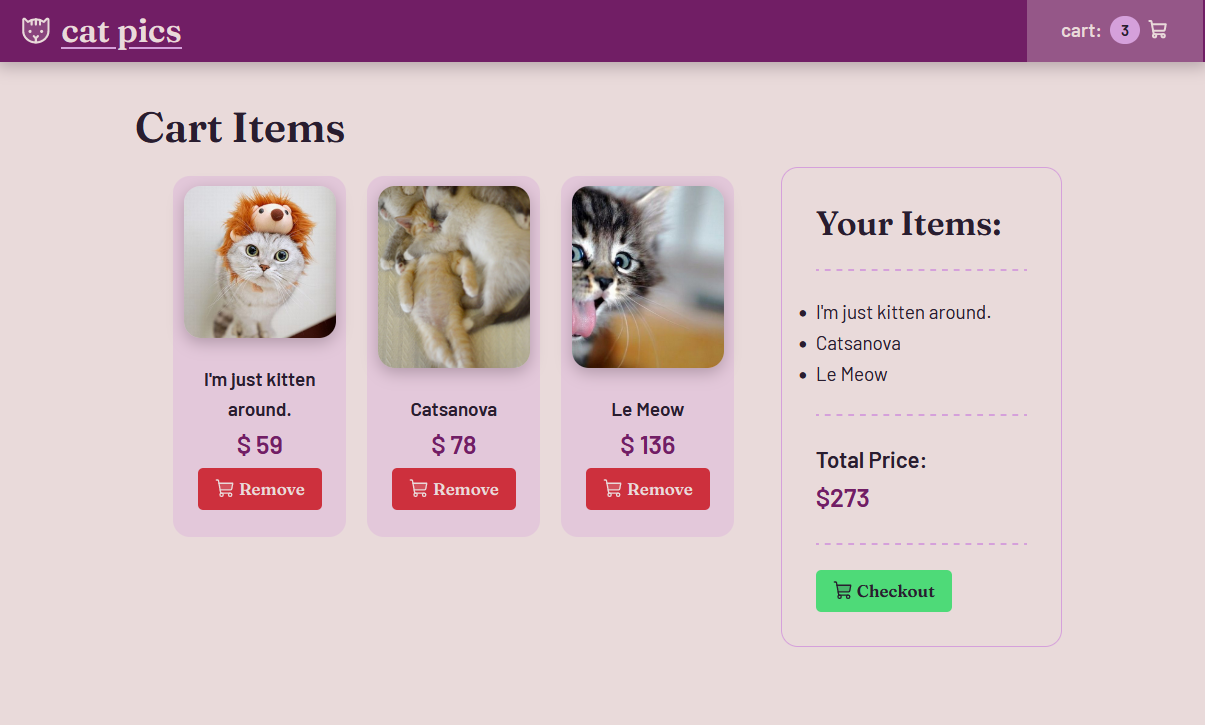 cat pics
cart: 3
Cart Items
I'm just kitten
around.
$ 59
Remove
Catsanova
$ 78
Remove
Le Meow
$ 136
Remove
Your Items:
I'm just kitten around.
Catsanova
Le Meow
Total Price:
$273
Checkout